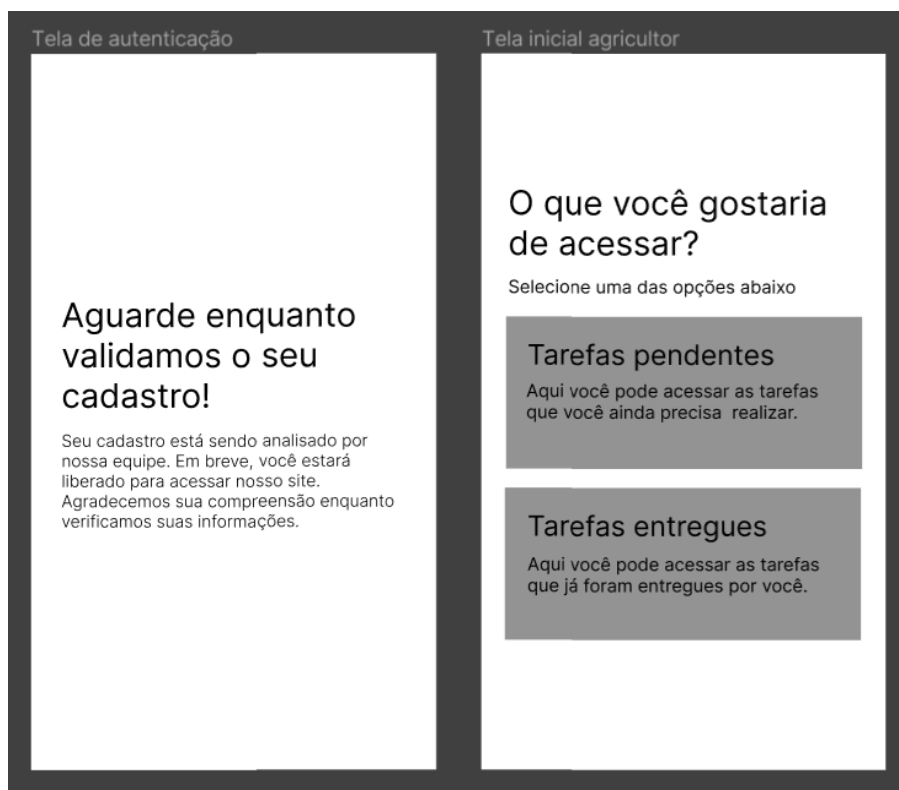 Tela de autenticação
Aguarde enquanto
validamos o seu
cadastro!
Seu cadastro está sendo analisado por
nossa equipe. Em breve, você estará
liberado para acessar nosso site.
Agradecemos sua compreensão enquanto
verificamos suas informações.
Tela inicial agricultor
O que você gostaria
de acessar?
Selecione uma das opções abaixo
Tarefas pendentes
Aqui você pode acessar as tarefas
que você ainda precisa  realizar.
Tarefas entregues
Aqui você pode acessar as tarefas
que já foram entregues por você.